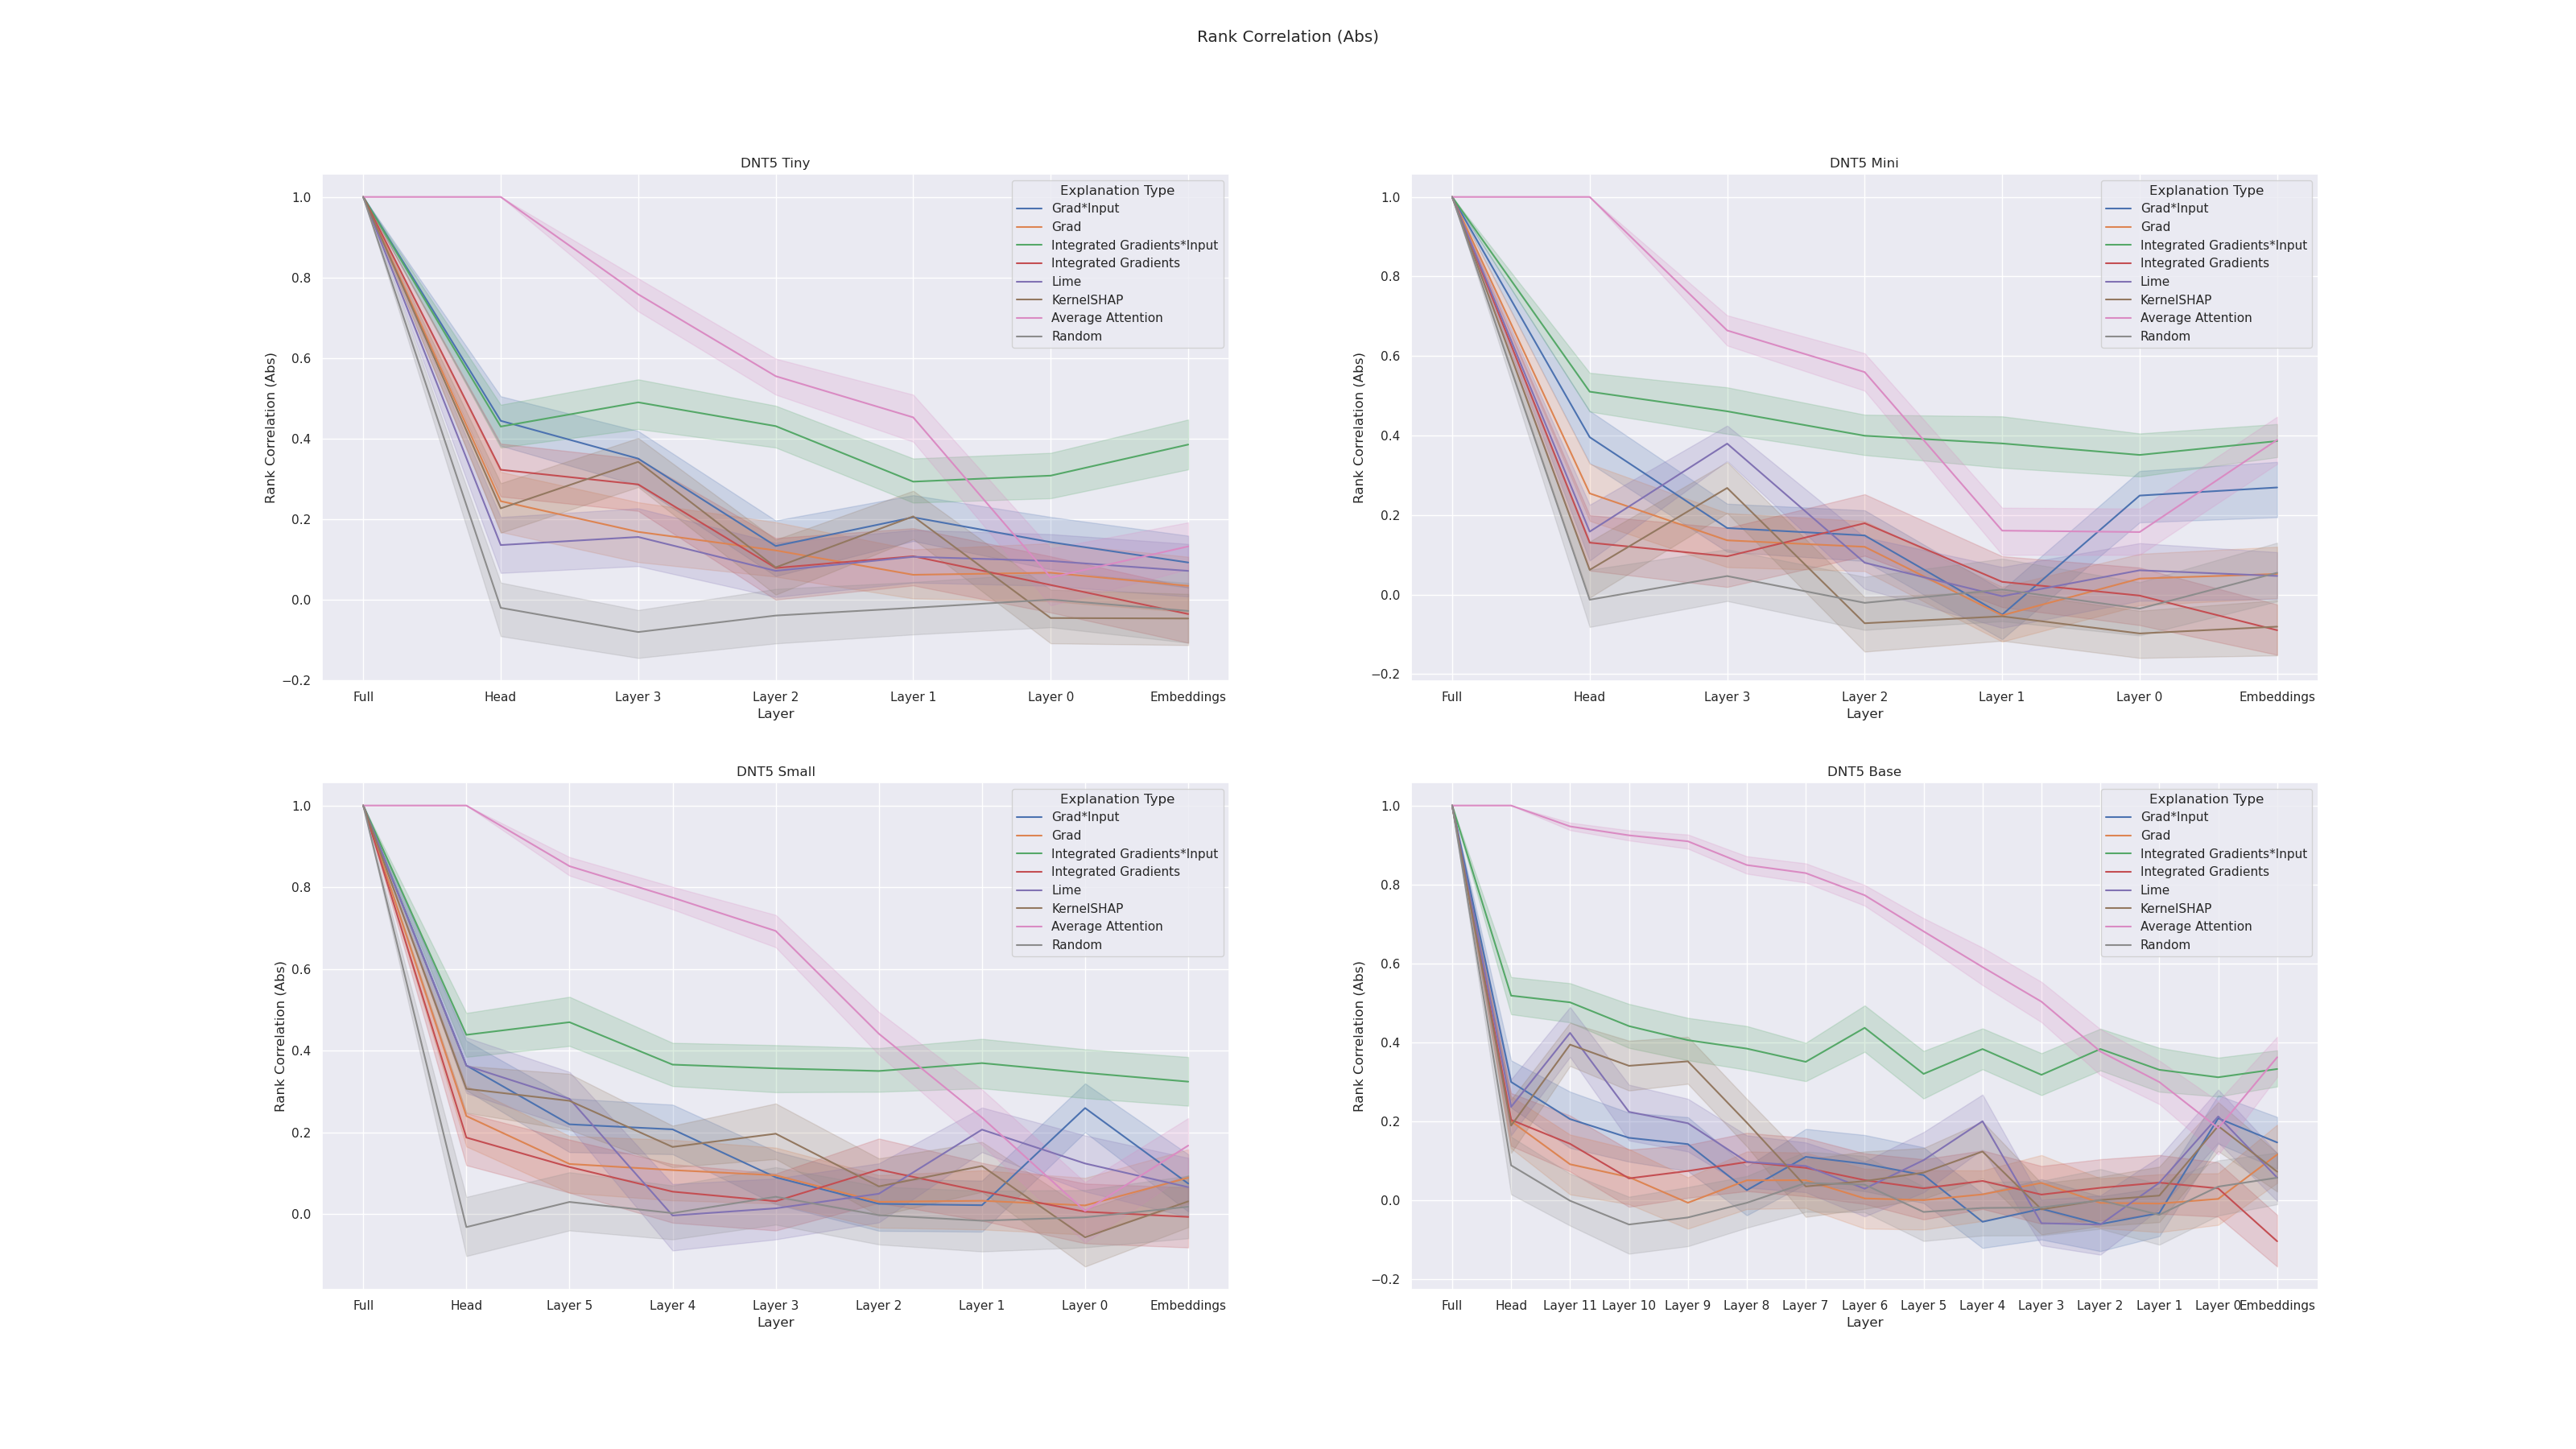 Rank Correlation (Abs)
DNT5 Tiny
Rank Correlation (Abs)
1.0
0.8
0.6
0.4
0.2
0.0
−0.2
Explanation Type
Grad*Input
Grad
Integrated Gradients*Input
Integrated Gradients
Lime
KernelSHAP
Average Attention
Random
Full Head Layer 3 Layer 2 Layer 1 Layer 0 Embeddings
Layer
DNT5 Mini
Rank Correlation (Abs)
1.0
0.8
0.6
0.4
0.2
0.0
−0.2
Explanation Type
Grad*Input
Grad
Integrated Gradients*Input
Integrated Gradients
Lime
KernelSHAP
Average Attention
Random
Full Head Layer 3 Layer 2 Layer 1 Layer 0 Embeddings
Layer
DNT5 Small
Rank Correlation (Abs)
1.0
0.8
0.6
0.4
0.2
0.0
Explanation Type
Grad*Input
Grad
Integrated Gradients*Input
Integrated Gradients
Lime
KernelSHAP
Average Attention
Random
Full Head Layer 5 Layer 4 Layer 3 Layer 2 Layer 1 Layer 0 Embeddings
Layer
DNT5 Base
Rank Correlation (Abs)
1.0
0.8
0.6
0.4
0.2
0.0
−0.2
Explanation Type
Grad*Input
Grad
Integrated Gradients*Input
Integrated Gradients
Lime
KernelSHAP
Average Attention
Random
Full Head Layer 11 Layer 10 Layer 9 Layer 8 Layer 7 Layer 6 Layer 5 Layer 4 Layer 3 Layer 2 Layer 1 Layer 0 Embeddings
Layer